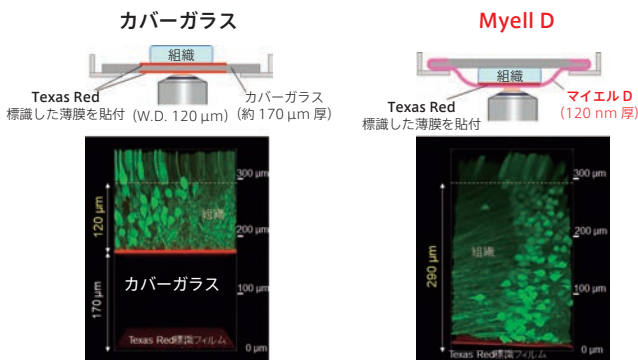 カバーガラス
組織
Texas Red
標識した薄膜を貼付
(W.D. 120 μm)
カバーガラス
(約 170 μm 厚)
300 μm
200 μm
100 μm
0 μm
120 μm
170 μm
組織
カバーガラス
Texas Red標識フィルム
Myell D
組織
Texas Red
標識した薄膜を貼付
マイエル D
(120 nm 厚)
300 μm
200 μm
100 μm
0 μm
290 μm
組織
Texas Red標識フィルム